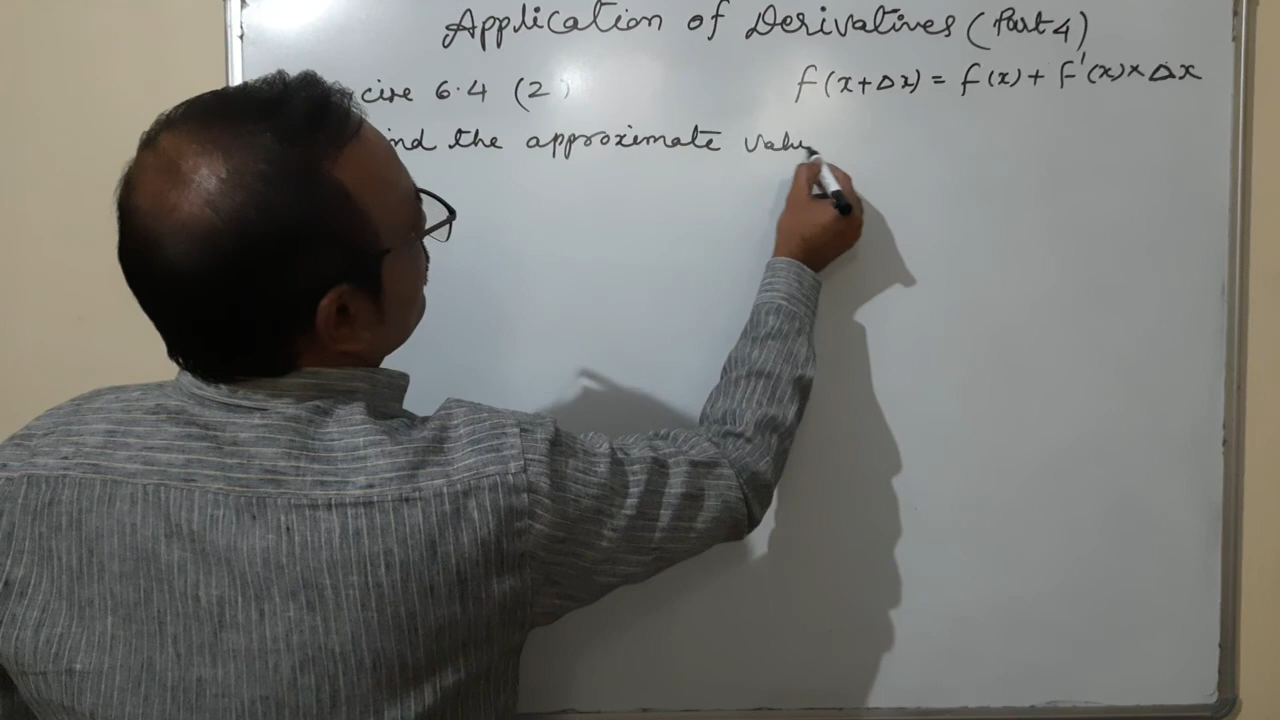 Application of Derivatives (Part 4)
cise 6.4 (2)
f(x+Δx) = f(x) + f'(x)×Δx
nd the approximate valu